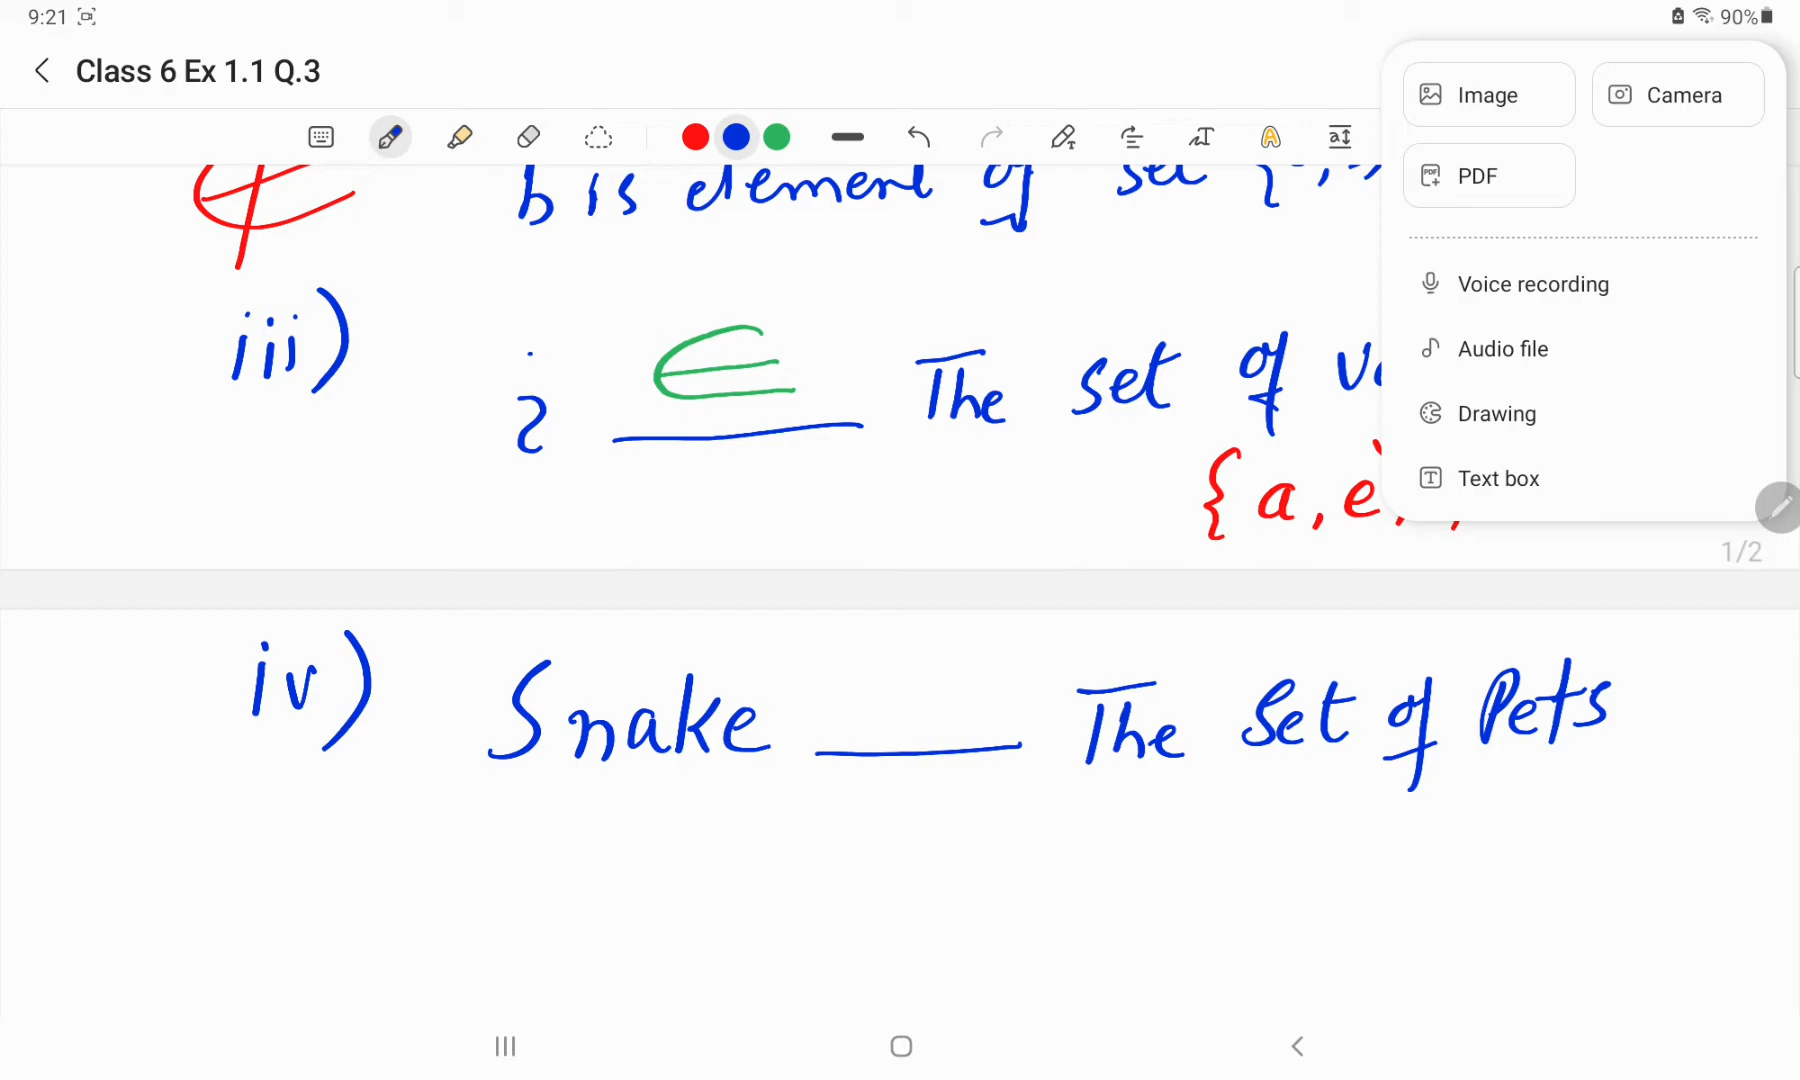 9:21 90%
Class 6 Ex 1.1 Q.3
Image Camera
PDF
Voice recording
Audio file
Drawing
Text box
b is element of set {
iii) i ∈ The set of
{ a, e,
1/2
iv) Snake ____ The set of Pets